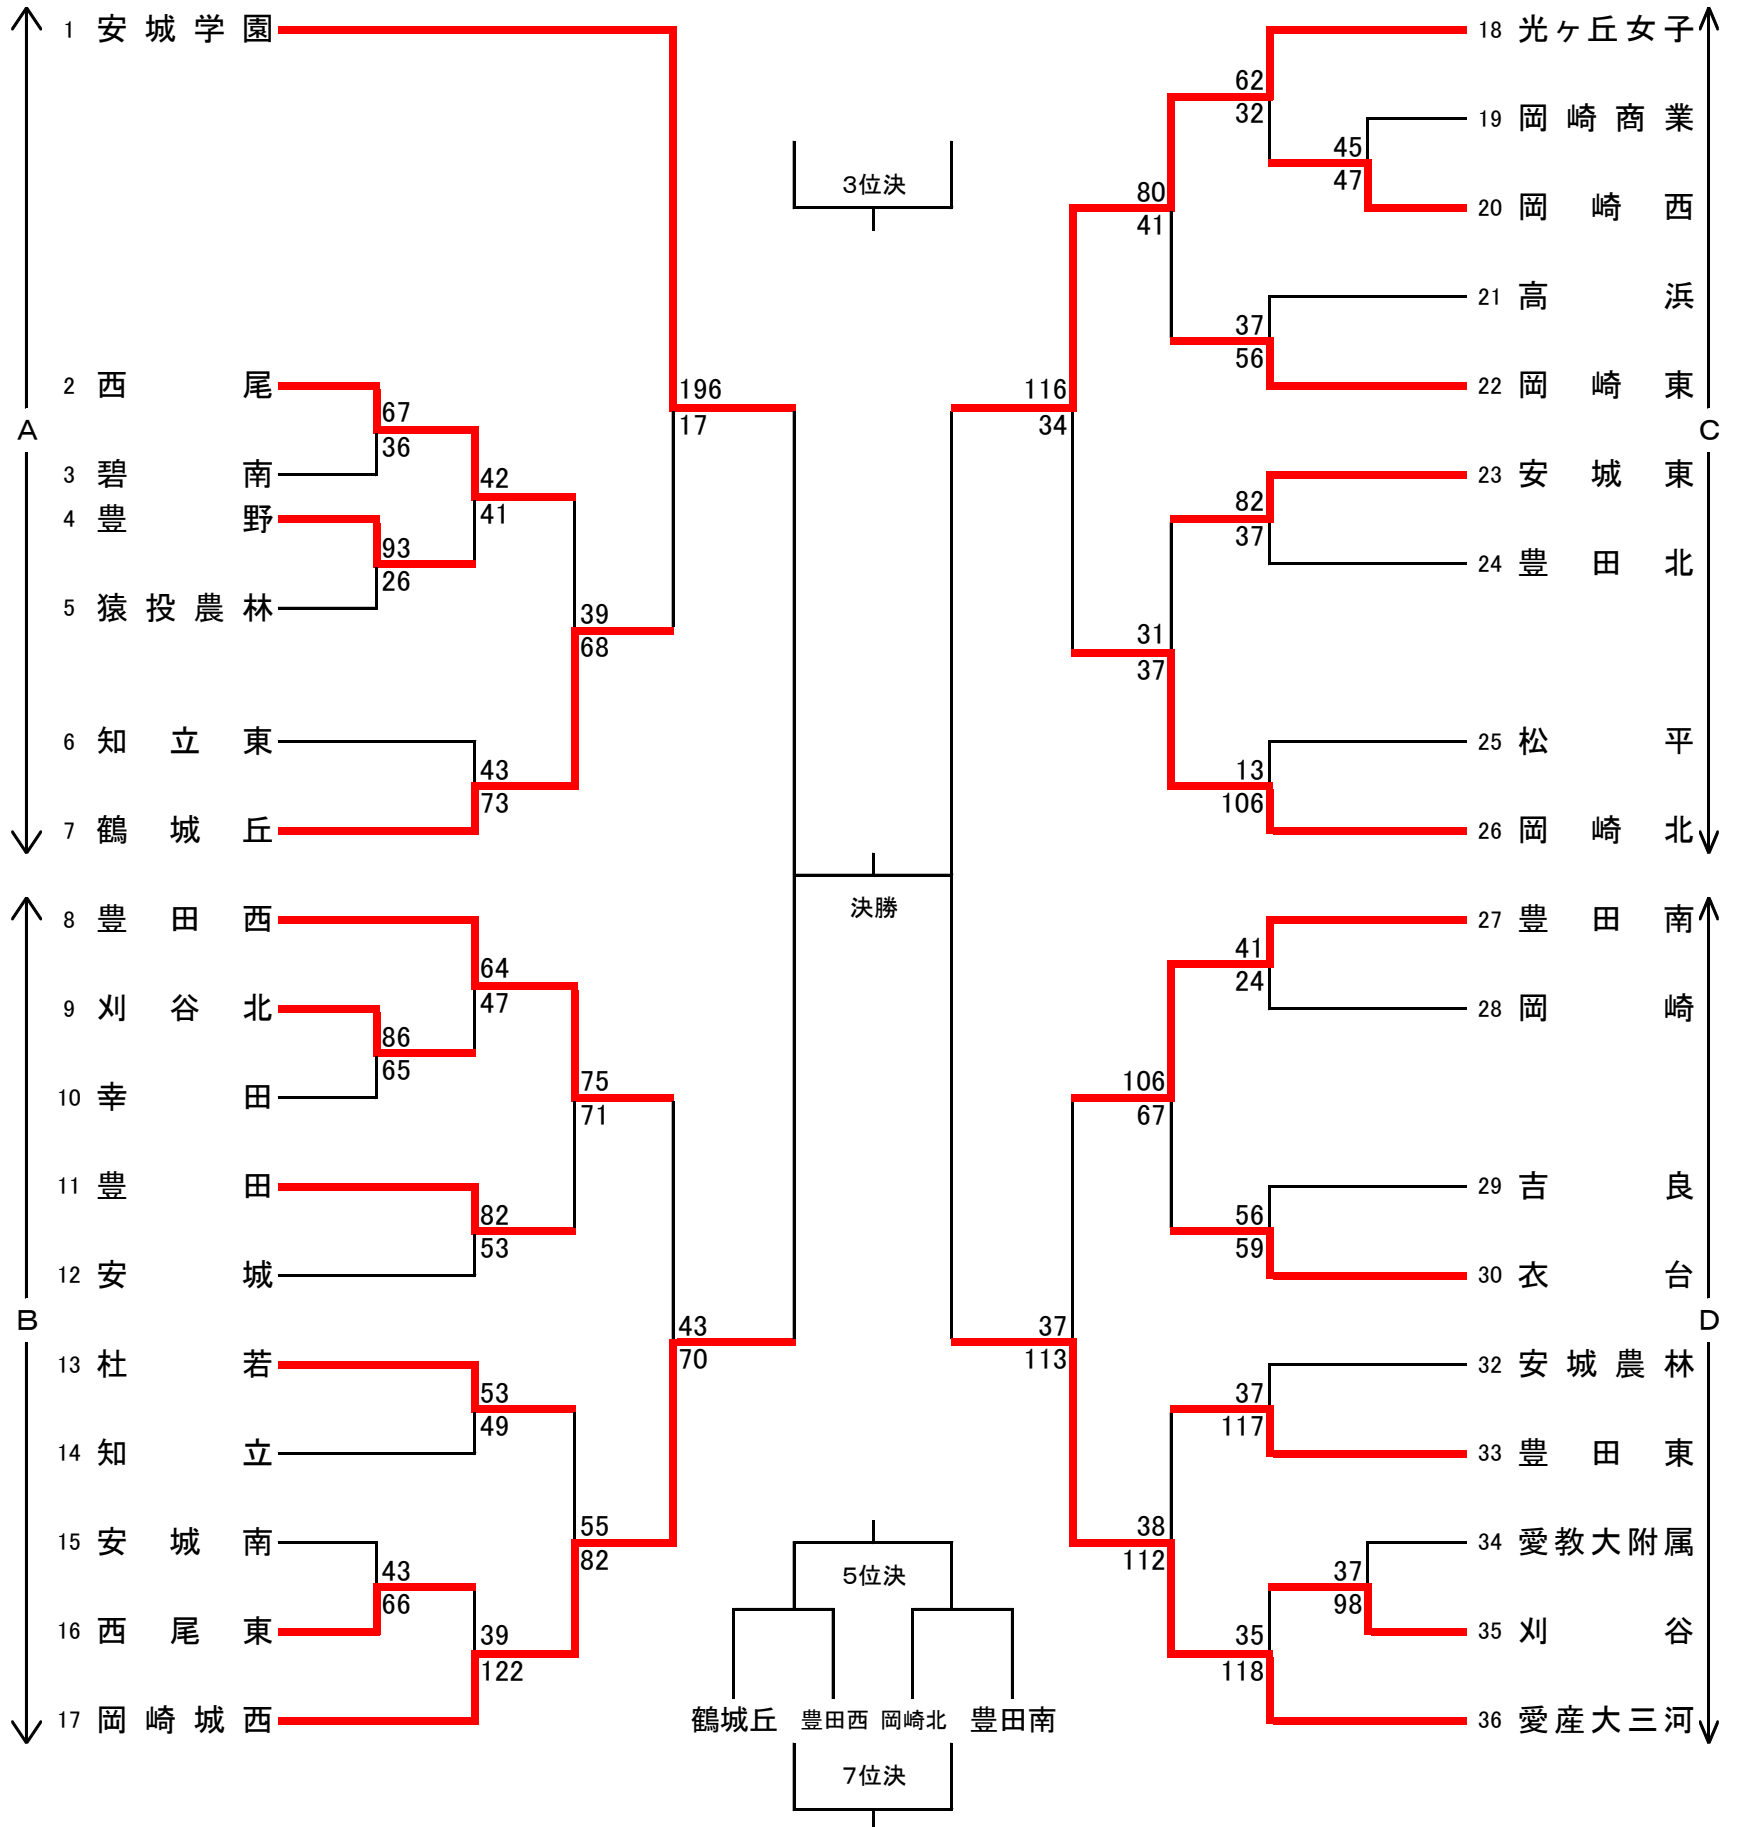 1 安城学園
2 西尾
3 碧南
4 豊野
5 猿投農林
6 知立東
7 鶴城丘
A
67
36
93
26
42
41
43
73
39
68
196
17
8 豊田西
9 刈谷北
10 幸田
11 豊田
12 安城
13 杜若
14 知立
15 安城南
16 西尾東
17 岡崎城西
B
86
65
64
47
82
53
75
71
53
49
43
66
39
122
55
82
43
70
3位決
決勝
5位決
鶴城丘 豊田西 岡崎北 豊田南
7位決
18 光ヶ丘女子
19 岡崎商業
20 岡崎西
21 高浜
22 岡崎東
23 安城東
24 豊田北
25 松平
26 岡崎北
C
62
32
45
47
80
41
37
56
116
34
82
37
31
37
13
106
27 豊田南
28 岡崎
29 吉良
30 衣台
32 安城農林
33 豊田東
34 愛教大附属
35 刈谷
36 愛産大三河
D
41
24
106
67
56
59
37
113
37
117
38
112
37
98
35
118